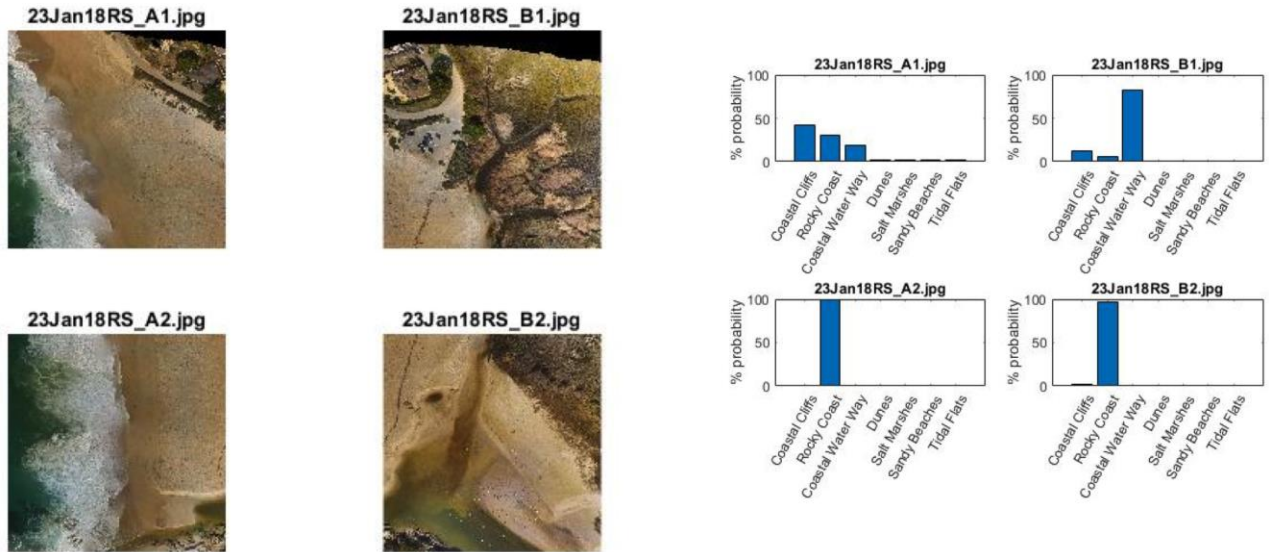 23Jan18RS_A1.jpg
23Jan18RS_B1.jpg
23Jan18RS_A2.jpg
23Jan18RS_B2.jpg
23Jan18RS_A1.jpg
% probability
100
50
0
Coastal Cliffs
Rocky Coast
Coastal Water Way
Dunes
Salt Marshes
Sandy Beaches
Tidal Flats
23Jan18RS_B1.jpg
% probability
100
50
0
Coastal Cliffs
Rocky Coast
Coastal Water Way
Dunes
Salt Marshes
Sandy Beaches
Tidal Flats
23Jan18RS_A2.jpg
% probability
100
50
0
Coastal Cliffs
Rocky Coast
Coastal Water Way
Dunes
Salt Marshes
Sandy Beaches
Tidal Flats
23Jan18RS_B2.jpg
% probability
100
50
0
Coastal Cliffs
Rocky Coast
Coastal Water Way
Dunes
Salt Marshes
Sandy Beaches
Tidal Flats